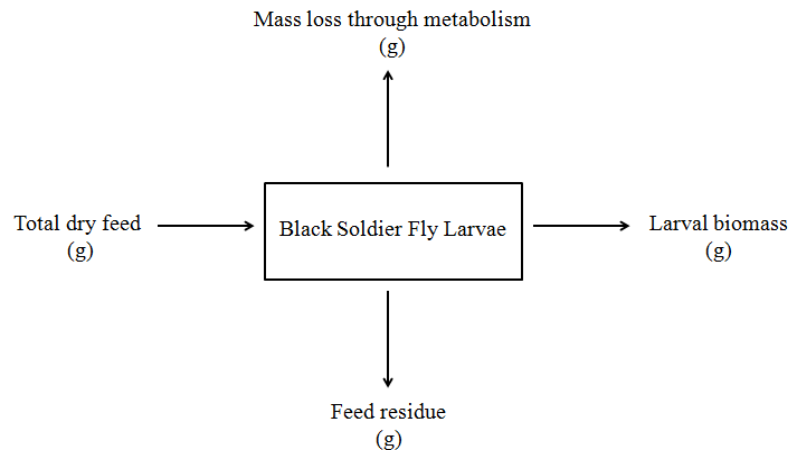 Mass loss through metabolism
(g)
Total dry feed
(g)
Black Soldier Fly Larvae
Larval biomass
(g)
Feed residue
(g)